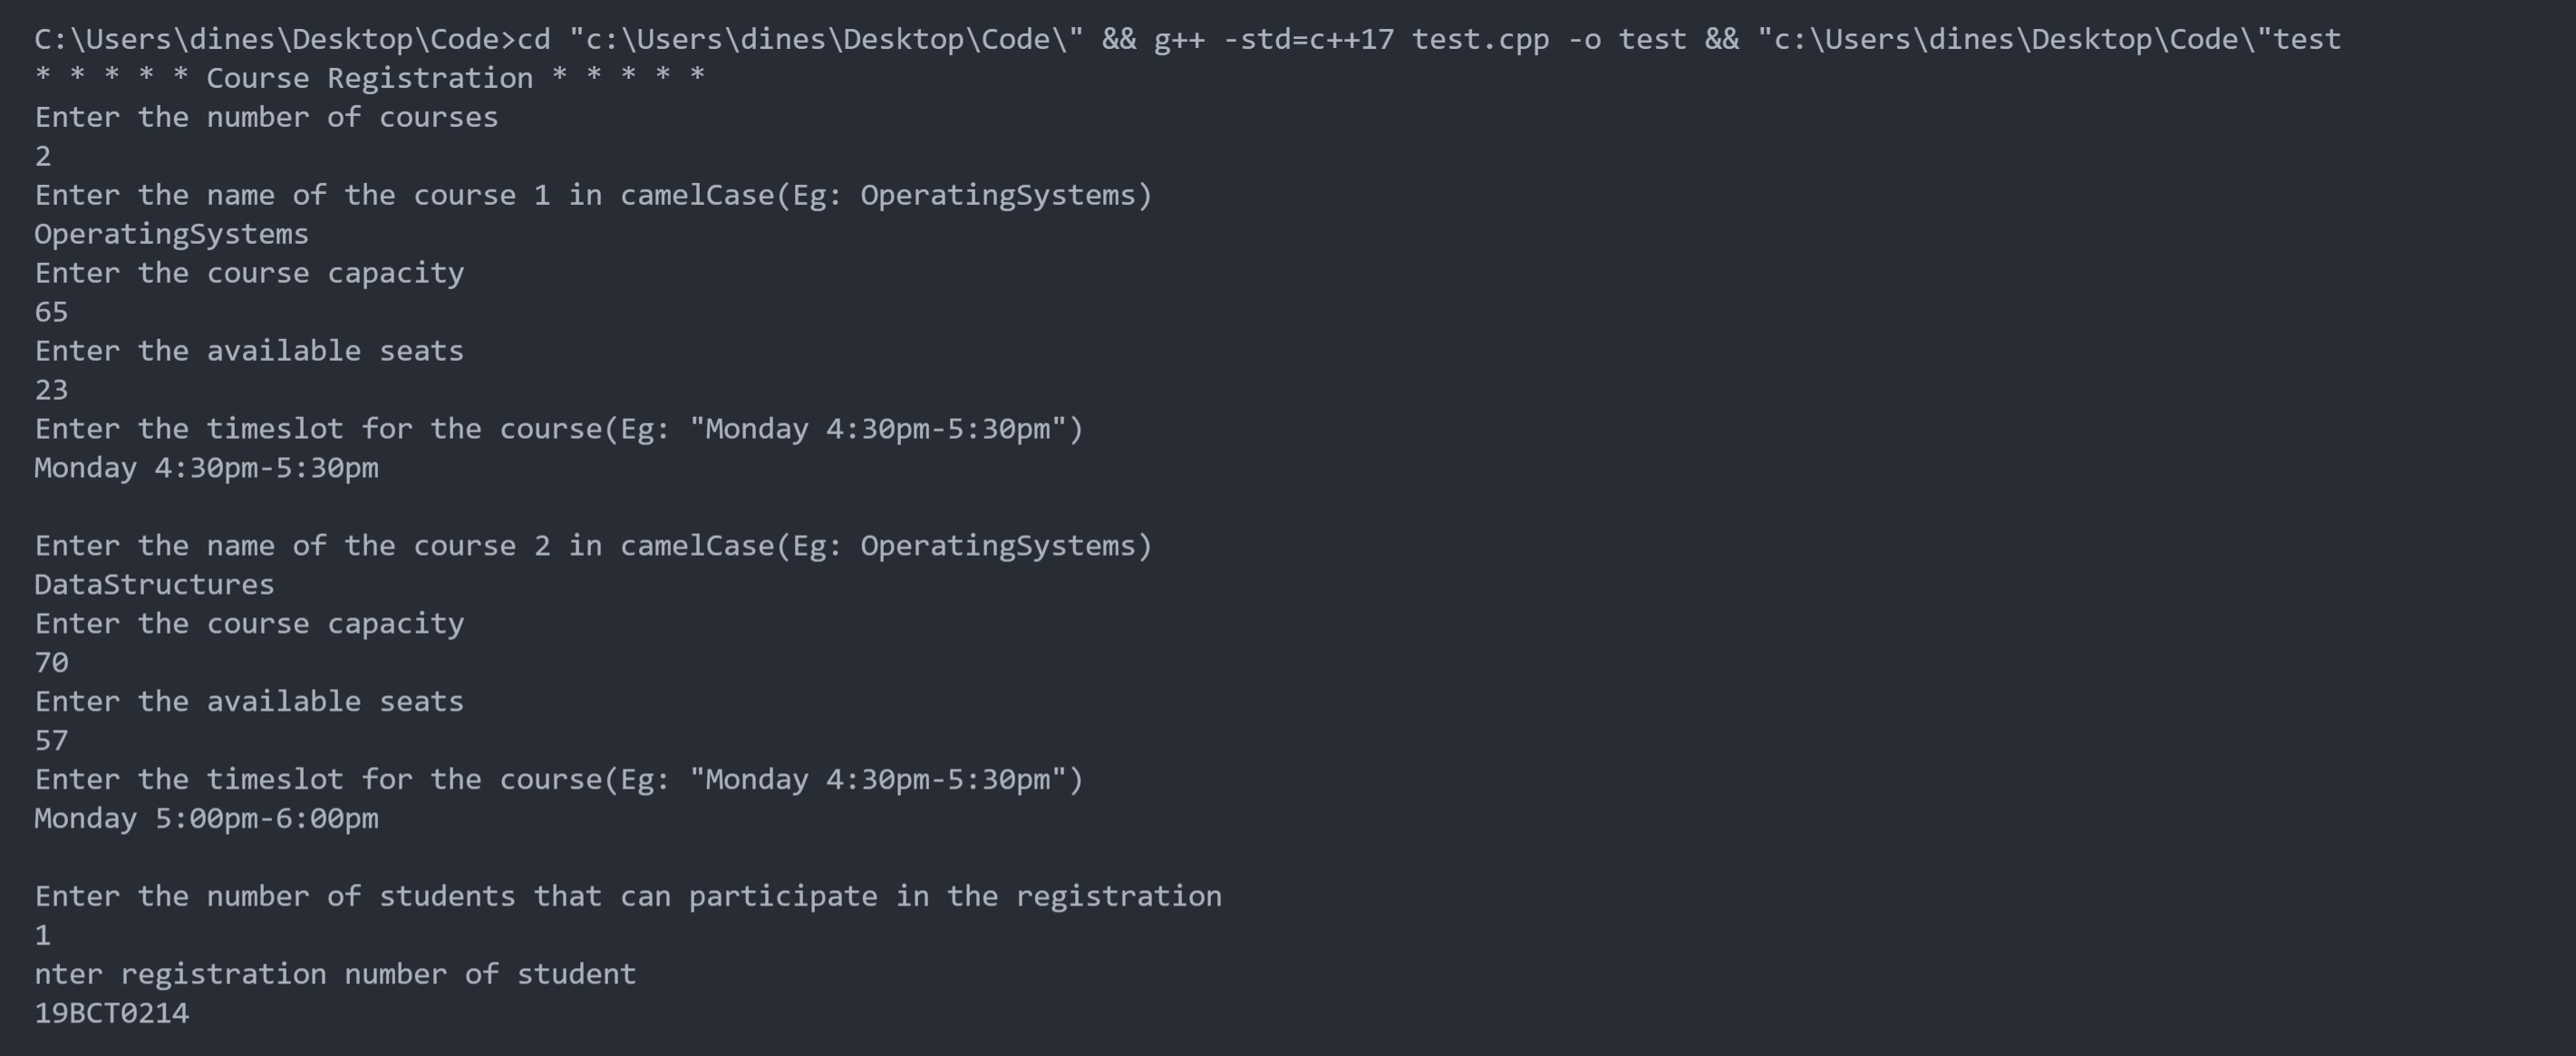 C:\Users\dines\Desktop\Code>cd "c:\Users\dines\Desktop\Code\" && g++ -std=c++17 test.cpp -o test && "c:\Users\dines\Desktop\Code\"test
* * * * * Course Registration * * * * *
Enter the number of courses
2
Enter the name of the course 1 in camelCase(Eg: OperatingSystems)
OperatingSystems
Enter the course capacity
65
Enter the available seats
23
Enter the timeslot for the course(Eg: "Monday 4:30pm-5:30pm")
Monday 4:30pm-5:30pm
Enter the name of the course 2 in camelCase(Eg: OperatingSystems)
DataStructures
Enter the course capacity
70
Enter the available seats
57
Enter the timeslot for the course(Eg: "Monday 4:30pm-5:30pm")
Monday 5:00pm-6:00pm
Enter the number of students that can participate in the registration
1
nter registration number of student
19BCT0214